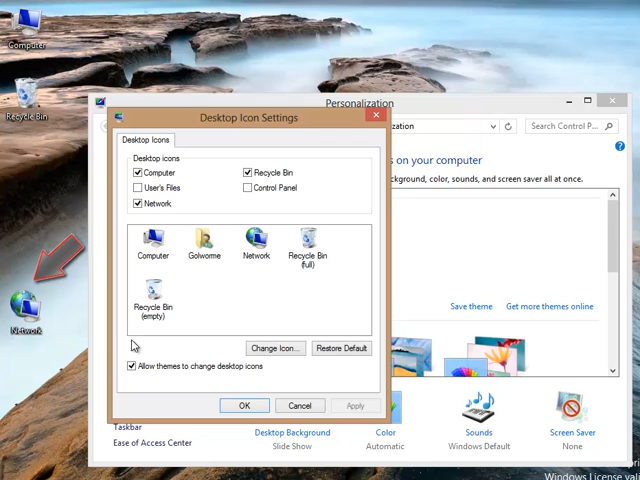 Computer
Recycle Bin
Network
Personalization
ization
Search Control P...
s on your computer
kground, color, sounds, and screen saver all at once.
Save theme
Get more themes online
Desktop Background
Slide Show
Color
Automatic
Sounds
Windows Default
Screen Saver
None
Taskbar
Ease of Access Center
Desktop Icon Settings
Desktop Icons
Desktop icons
Computer
Recycle Bin
User's Files
Control Panel
Network
Computer
Golworme
Network
Recycle Bin
(full)
Recycle Bin
(empty)
Change Icon...
Restore Default
Allow themes to change desktop icons
OK
Cancel
Apply
Windows License vali